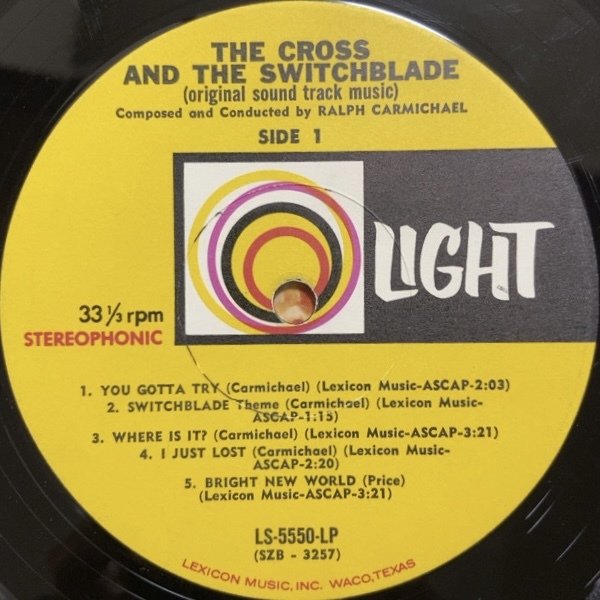 THE CROSS
AND THE SWITCHBLADE
(original sound track music)
Composed and Conducted by RALPH CARMICHAEL
SIDE 1
LIGHT
33 1/3 rpm
STEREOPHONIC
1. YOU GOTTA TRY (Carmichael) (Lexicon Music-ASCAP-2:03)
2. SWITCHBLADE Theme (Carmichael) (Lexicon Music-
ASCAP-1:15)
3. WHERE IS IT? (Carmichael) (Lexicon Music-ASCAP-3:21)
4. I JUST LOST (Carmichael) (Lexicon Music-
ASCAP-2:20)
5. BRIGHT NEW WORLD (Price)
(Lexicon Music-ASCAP-3:21)
LS-5550-LP
(SZB - 3257)
LEXICON MUSIC, INC. WACO, TEXAS